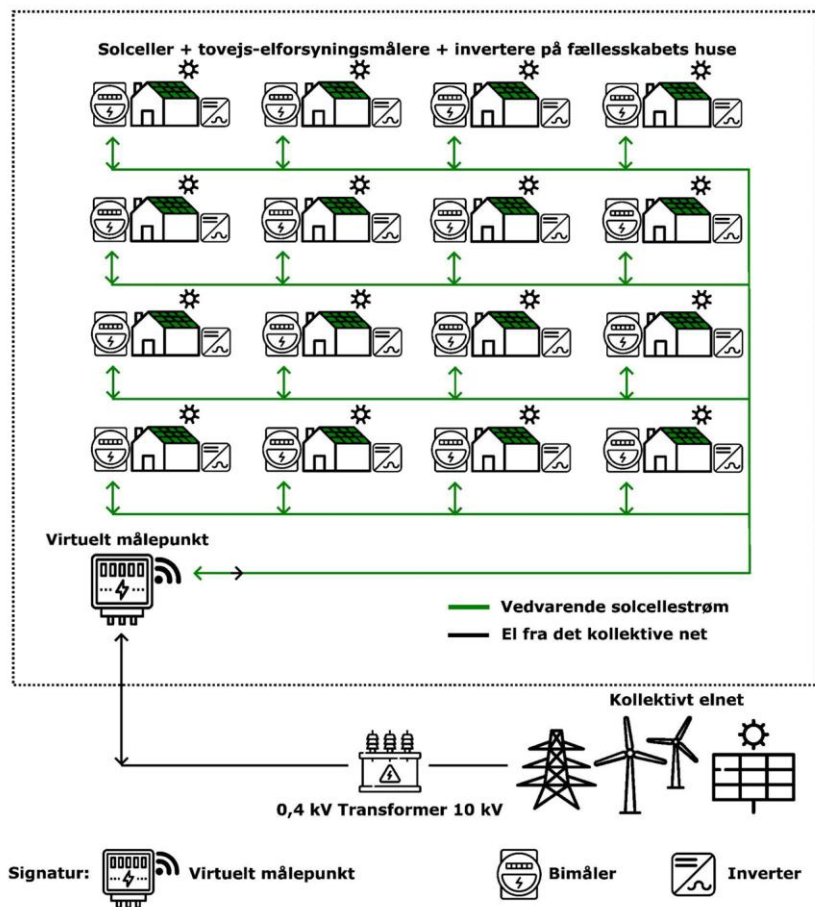 Solceller + tovejs-elforsyningsmålere + invertere på fællesskabets huse
Virtuelt målepunkt
Vedvarende solcellestrøm
El fra det kollektive net
Kollektivt elnet
0,4 kV Transformer 10 kV
Signatur: Virtuelt målepunkt Bimåler Inverter